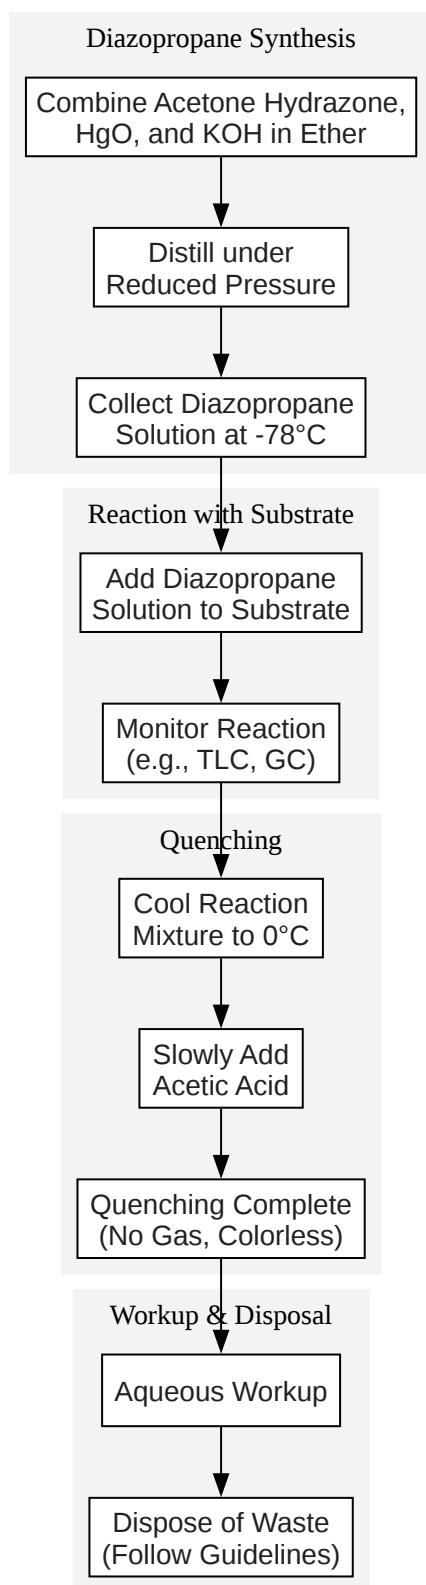 Diazopropane Synthesis
Combine Acetone Hydrazone,
HgO, and KOH in Ether
Distill under
Reduced Pressure
Collect Diazopropane
Solution at -78°C
Reaction with Substrate
Add Diazopropane
Solution to Substrate
Monitor Reaction
(e.g., TLC, GC)
Quenching
Cool Reaction
Mixture to 0°C
Slowly Add
Acetic Acid
Quenching Complete
(No Gas, Colorless)
Workup & Disposal
Aqueous Workup
Dispose of Waste
(Follow Guidelines)